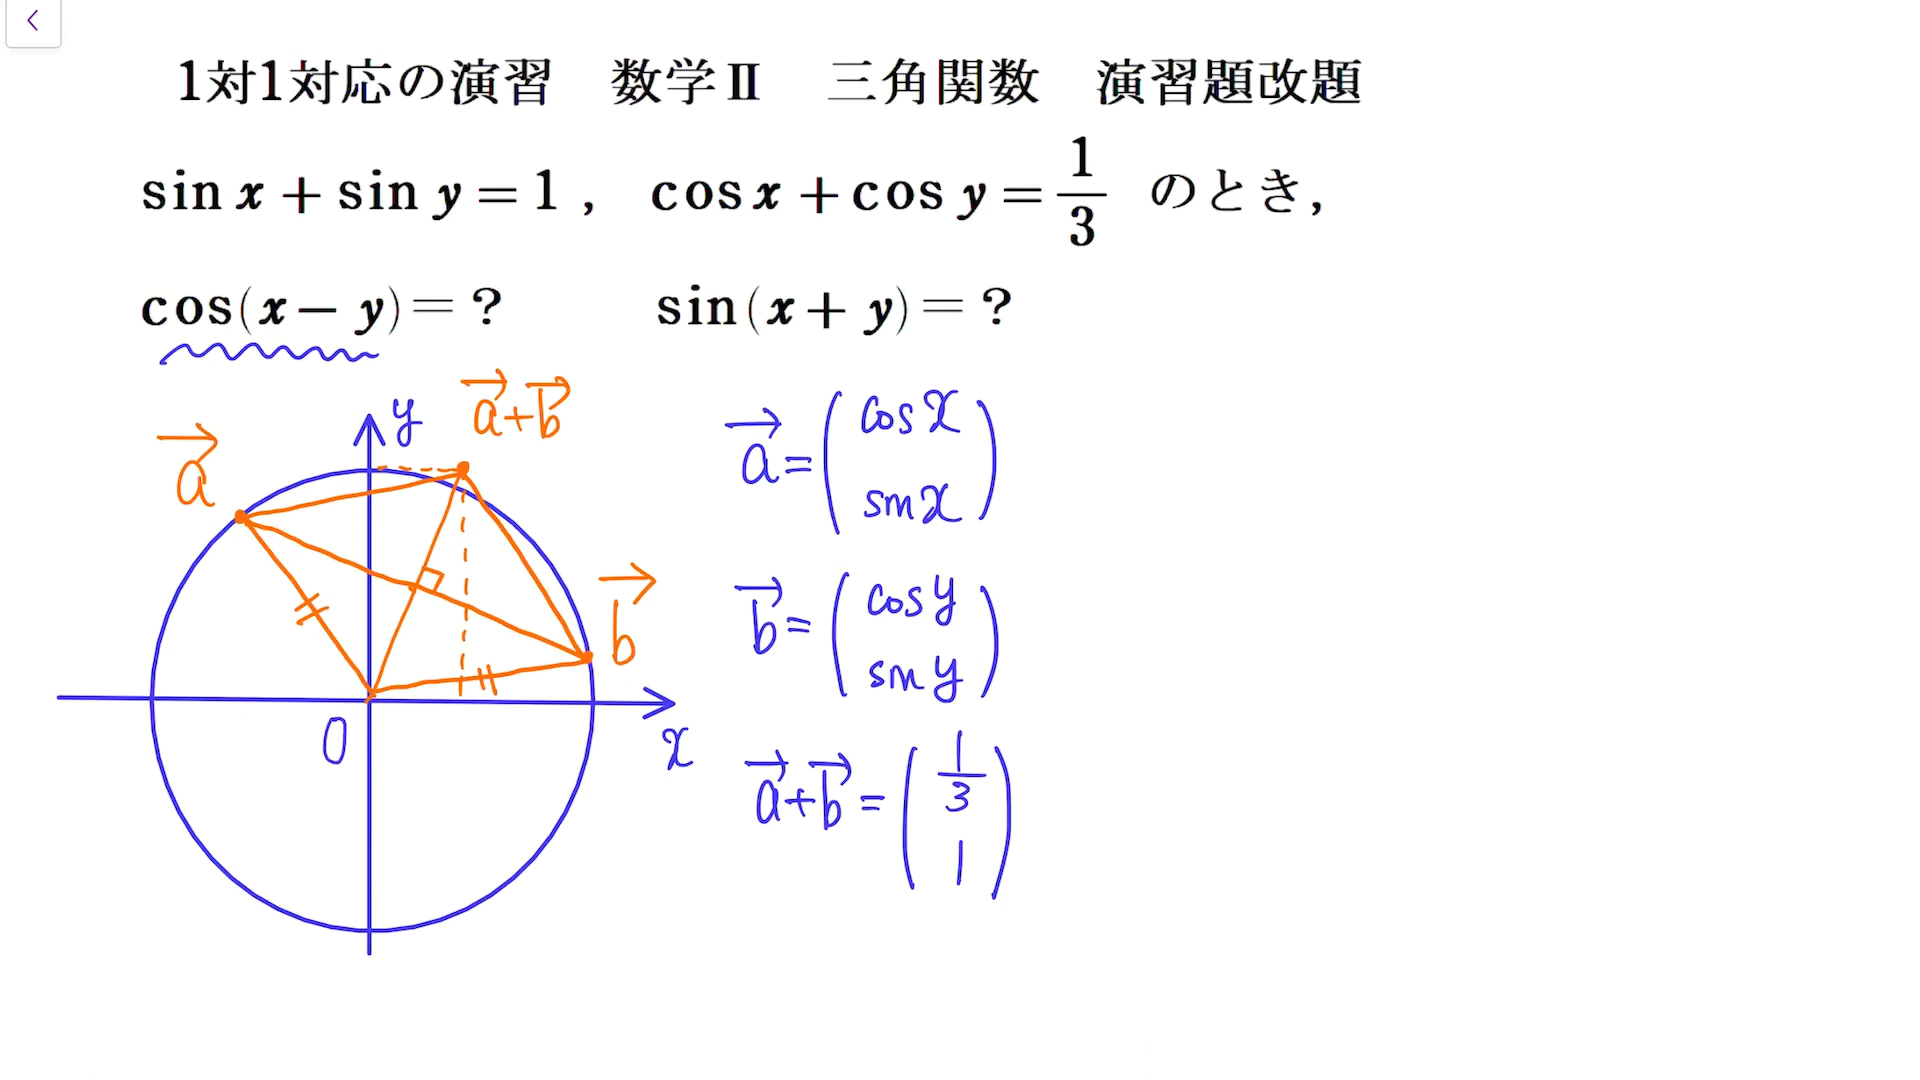 1対1対応の演習 数学Ⅱ 三角関数 演習題改題
sin x + sin y = 1 , cos x + cos y = 1/3 のとき,
cos(x − y) = ? sin(x + y) = ?
a→
a→+b→
b→
y
x
O
a→ = (cos x
sin x)
b→ = (cos y
sin y)
a→+b→ = (1/3
1)